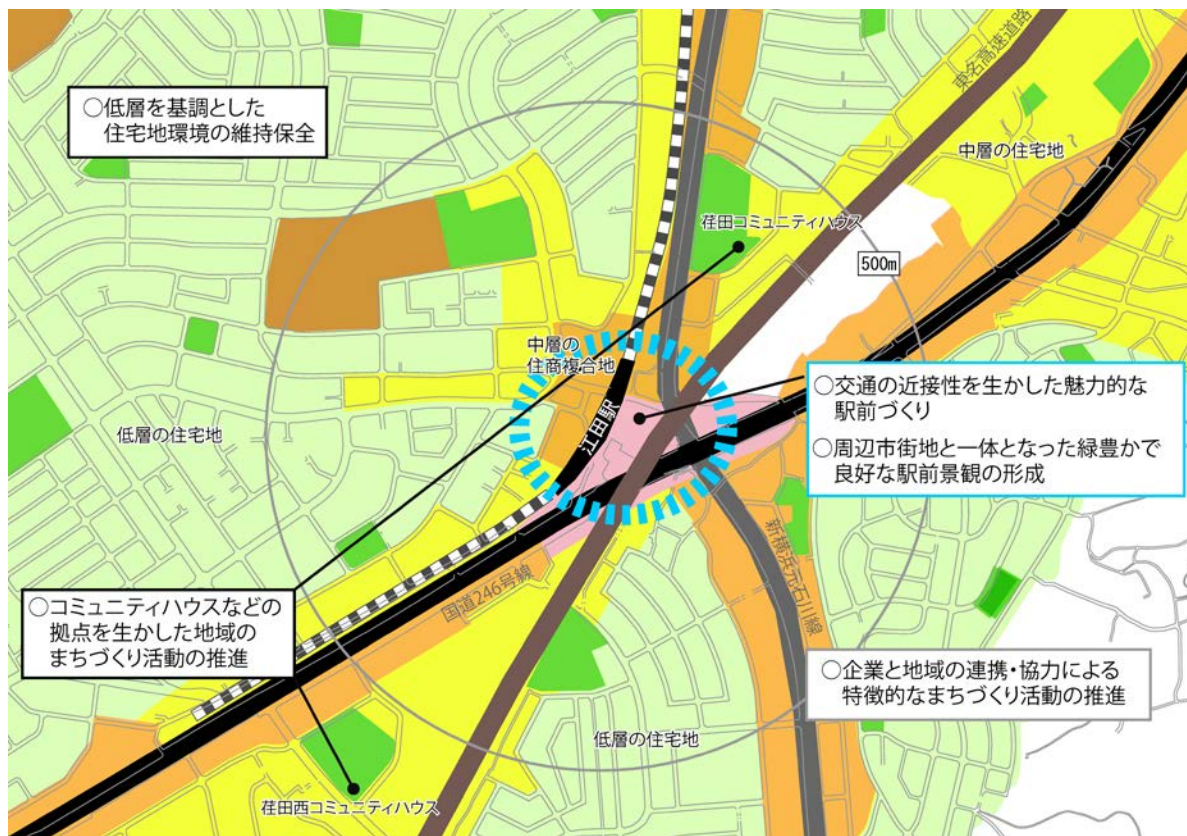 東名高速道路
○低層を基調とした
住宅地環境の維持保全
中層の住宅地
荏田コミュニティハウス
500m
中層の
住商複合地
○交通の近接性を生かした魅力的な
駅前づくり
○周辺市街地と一体となった緑豊かで
良好な駅前景観の形成
低層の住宅地
江田駅
国道246号線
新横浜元石川線
○コミュニティハウスなどの
拠点を生かした地域の
まちづくり活動の推進
○企業と地域の連携・協力による
特徴的なまちづくり活動の推進
低層の住宅地
荏田西コミュニティハウス